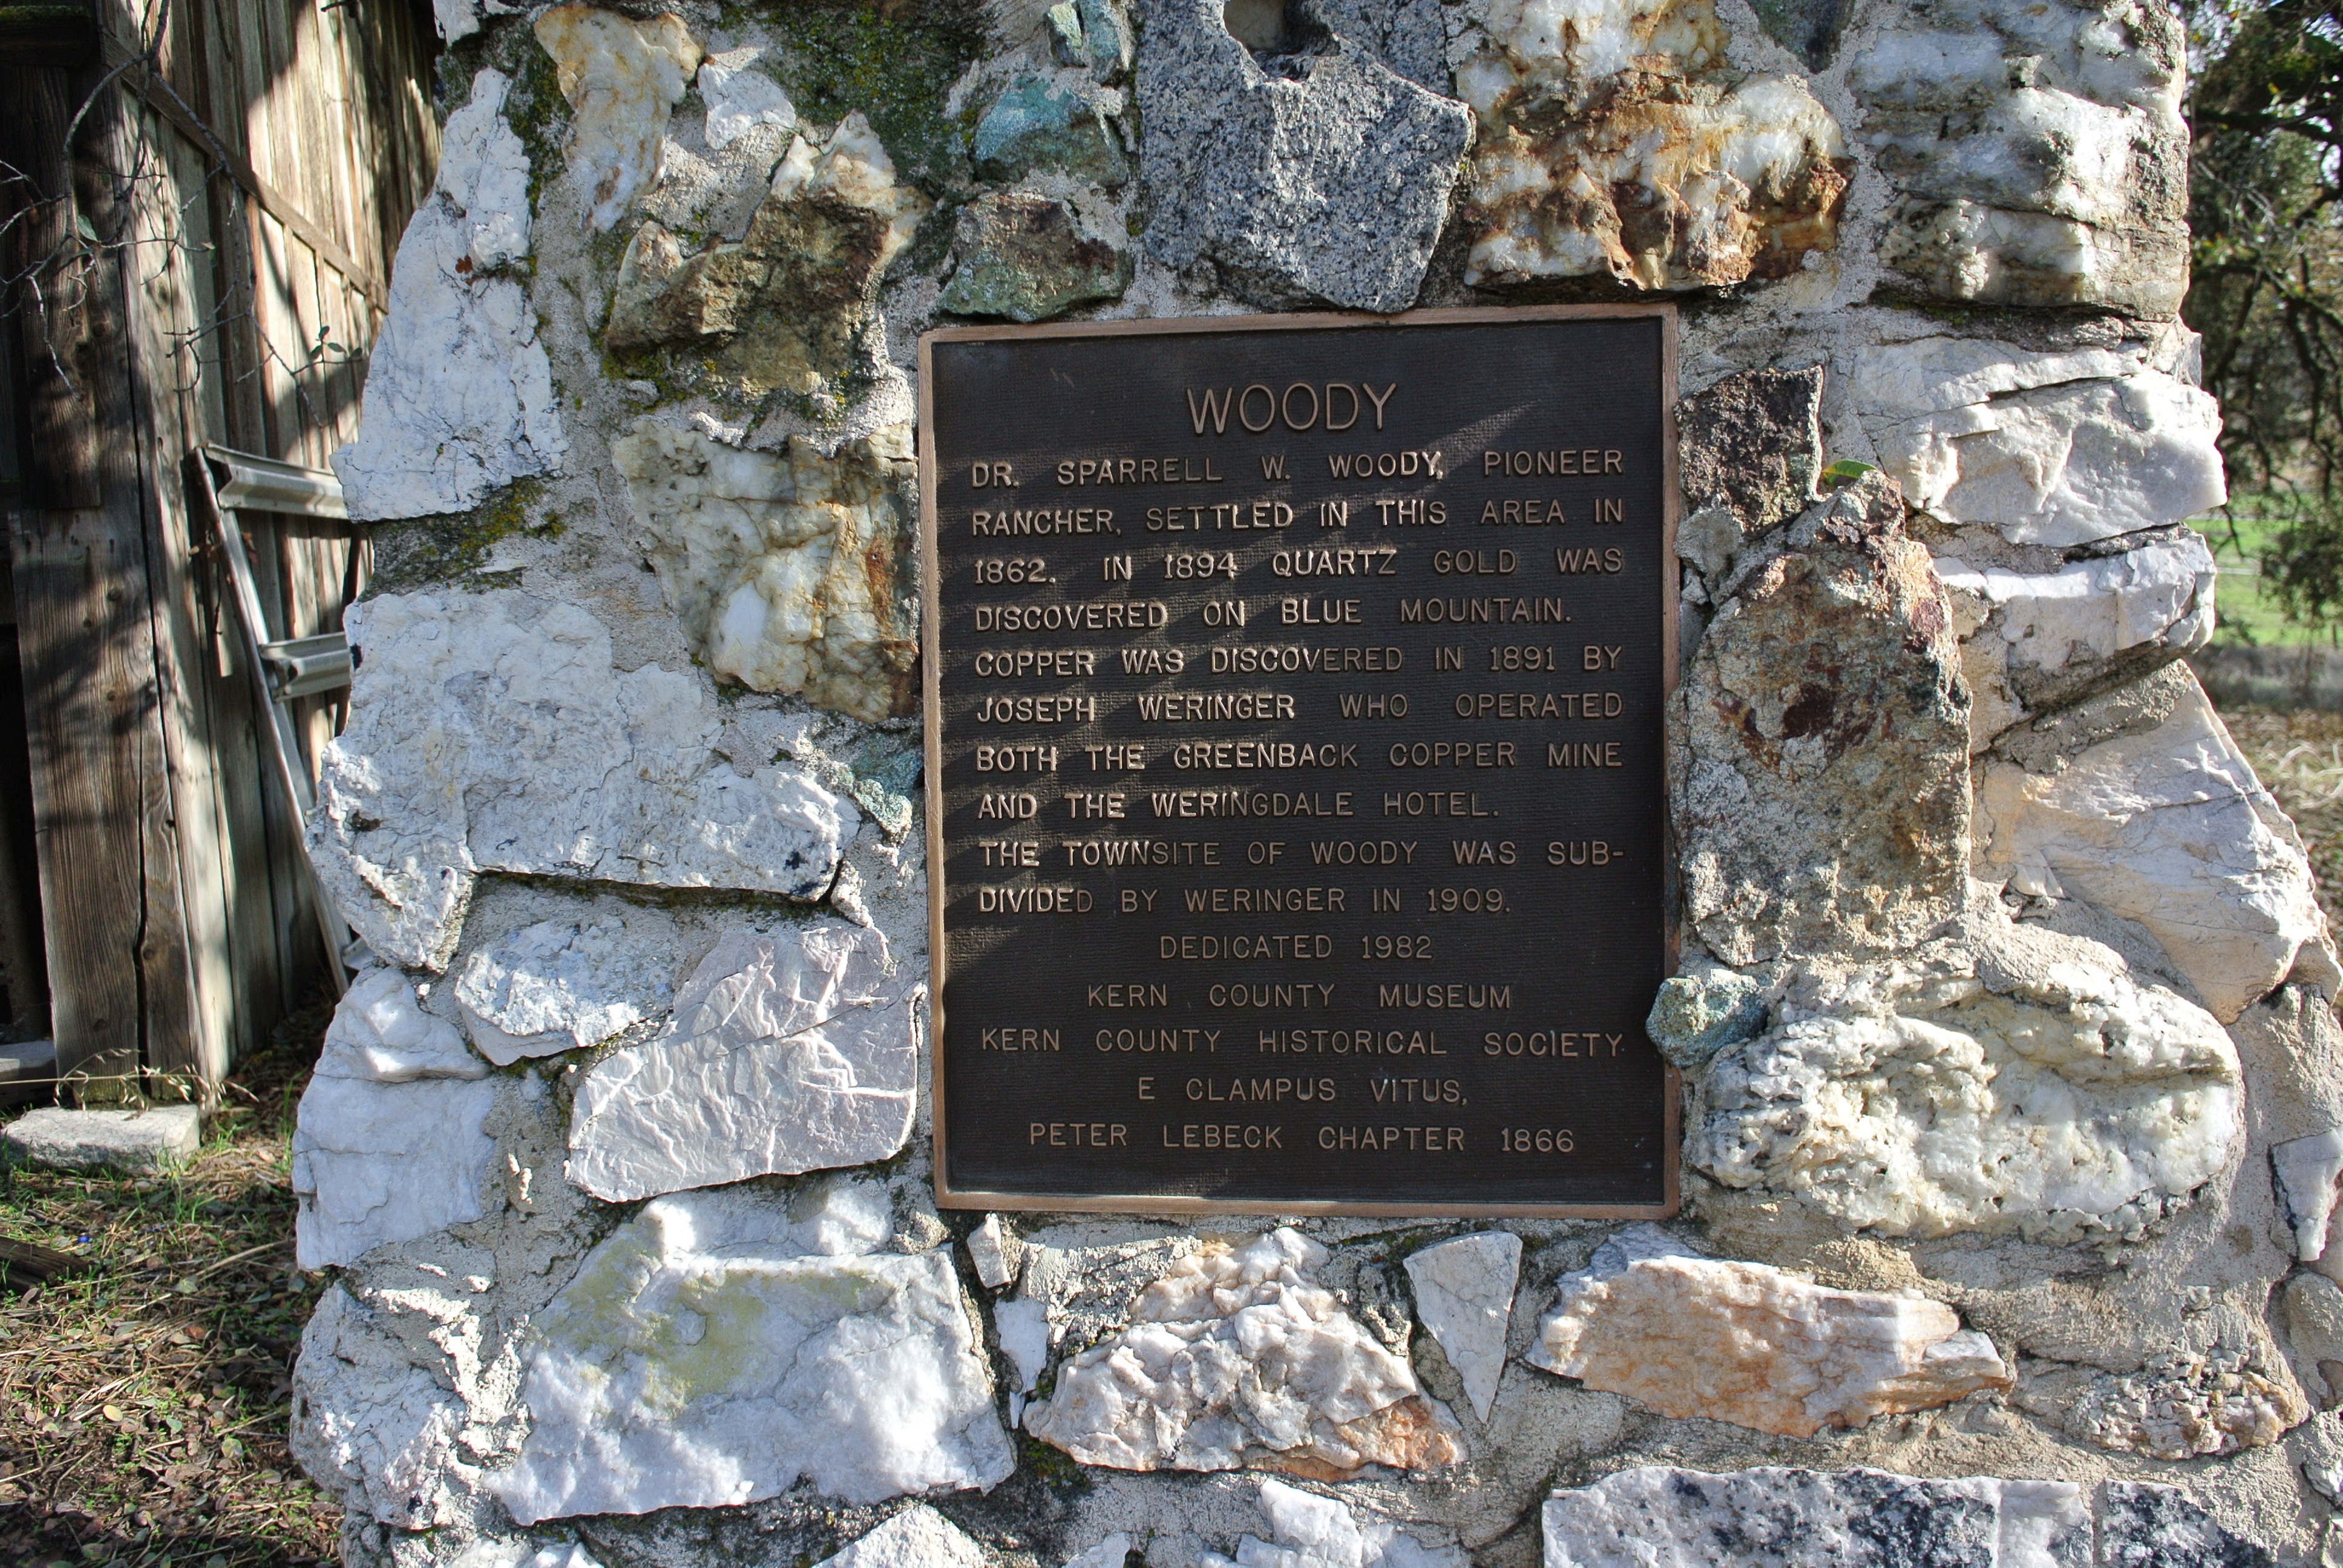 WOODY
DR. SPARRELL W. WOODY, PIONEER
RANCHER, SETTLED IN THIS AREA IN
1862. IN 1894 QUARTZ GOLD WAS
DISCOVERED ON BLUE MOUNTAIN.
COPPER WAS DISCOVERED IN 1891 BY
JOSEPH WERINGER WHO OPERATED
BOTH THE GREENBACK COPPER MINE
AND THE WERINGDALE HOTEL.
THE TOWNSITE OF WOODY WAS SUB-
DIVIDED BY WERINGER IN 1909.
DEDICATED 1982
KERN COUNTY MUSEUM
KERN COUNTY HISTORICAL SOCIETY
E CLAMPUS VITUS,
PETER LEBECK CHAPTER 1866